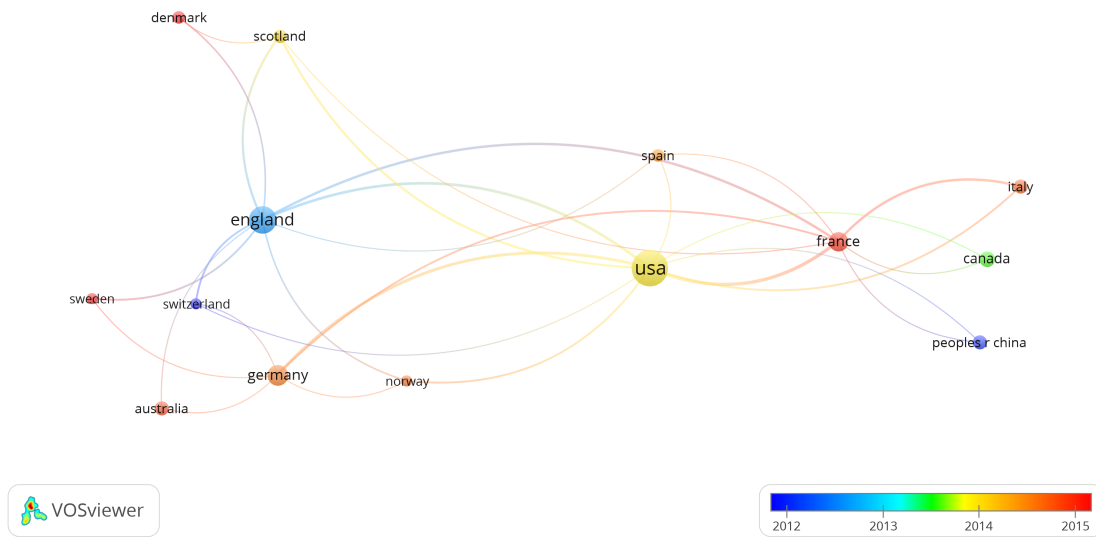 denmark
scotland
spain
italy
england
france
canada
usa
sweden
switzerland
peoples r china
germany
norway
australia
VOSviewer
2012
2013
2014
2015